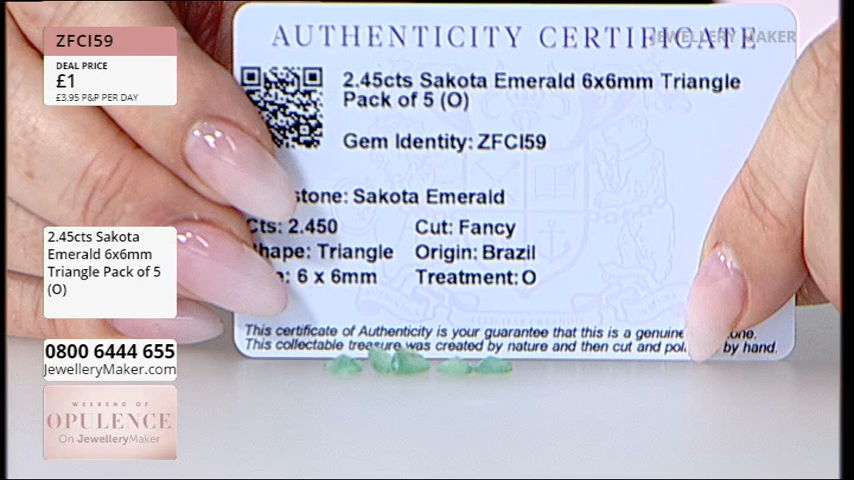 ZFCI59
DEAL PRICE
£1
£3.95 P&P PER DAY
2.45cts Sakota
Emerald 6x6mm
Triangle Pack of 5
(O)
0800 6444 655
JewelleryMaker.com
WEEKEND OF
OPULENCE
On JewelleryMaker
JEWELLERY MAKER
AUTHENTICITY CERTIFICATE
2.45cts Sakota Emerald 6x6mm Triangle
Pack of 5 (O)
Gem Identity: ZFCI59
stone: Sakota Emerald
Cts: 2.450 Cut: Fancy
hape: Triangle Origin: Brazil
: 6 x 6mm Treatment: O
This certificate of Authenticity is your guarantee that this is a genuine one.
This collectable treasure was created by nature and then cut and pol by hand.